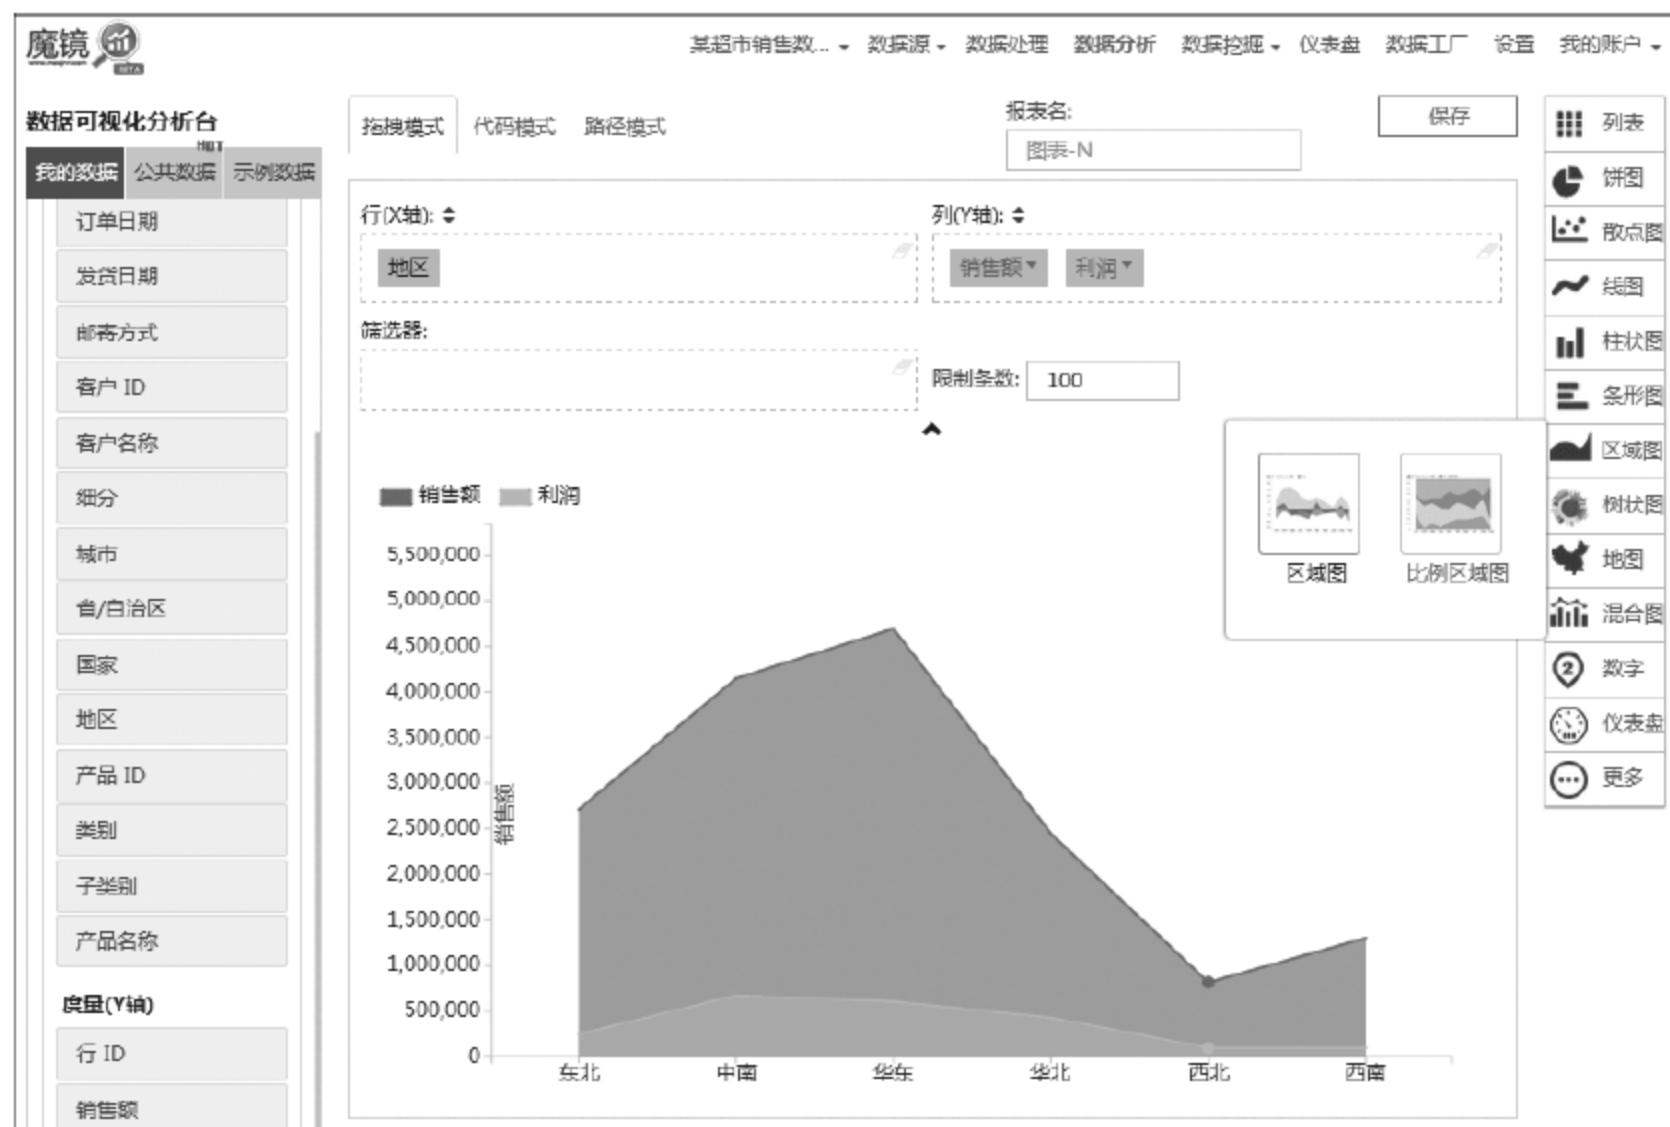 魔镜
BETA
某超市销售数... 数据源 数据处理 数据分析 数据挖掘 仪表盘 数据工厂 设置 我的账户
数据可视化分析台
HOT
我的数据 公共数据 示例数据
订单日期
发货日期
邮寄方式
客户 ID
客户名称
细分
城市
省/自治区
国家
地区
产品 ID
类别
子类别
产品名称
度量(Y轴)
行 ID
销售额
拖拽模式 代码模式 路径模式
报表名:
图表-N
保存
行(X轴):
地区
列(Y轴):
销售额 利润
筛选器:
限制条数: 100
销售额 利润
5,500,000
5,000,000
4,500,000
4,000,000
3,500,000
3,000,000
2,500,000
2,000,000
1,500,000
1,000,000
500,000
0
销售额
东北 中南 华东 华北 西北 西南
区域图 比例区域图
列表
饼图
散点图
线图
柱状图
条形图
区域图
树状图
地图
混合图
2 数字
仪表盘
更多